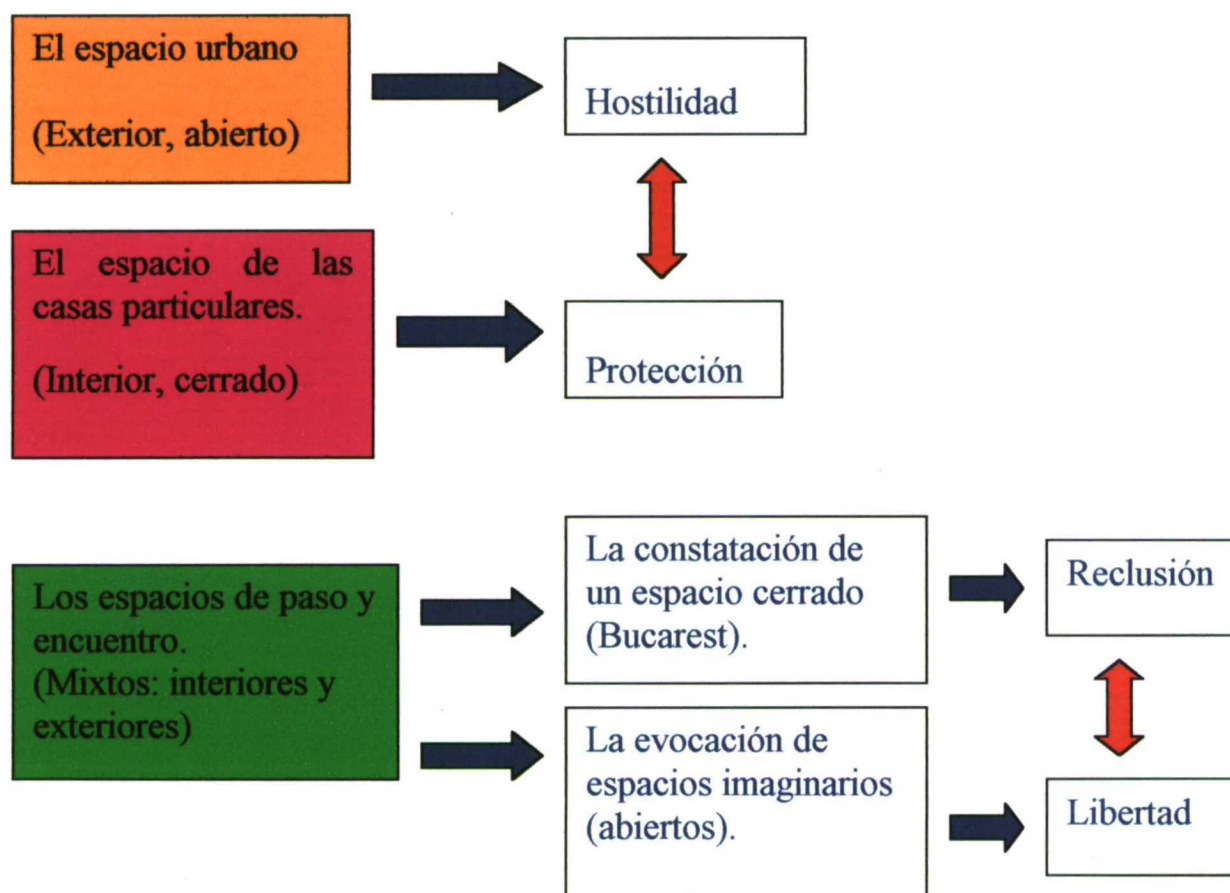 El espacio urbano
(Exterior, abierto)
Hostilidad
El espacio de las
casas particulares.
(Interior, cerrado)
Protección
Los espacios de paso y
encuentro.
(Mixtos: interiores y
exteriores)
La constatación de
un espacio cerrado
(Bucarest).
Reclusión
La evocación de
espacios imaginarios
(abiertos).
Libertad